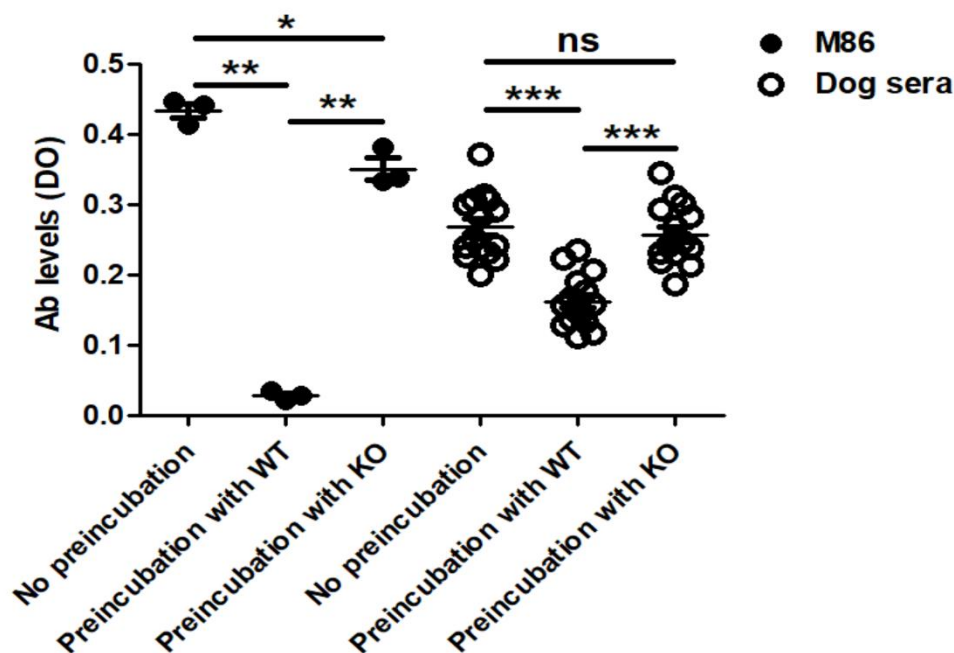 *
ns
M86
Dog sera
**
***
**
***
0.5
0.4
0.3
0.2
0.1
0.0
Ab levels (DO)
No preincubation
Preincubation with WT
Preincubation with KO
No preincubation
Preincubation with WT
Preincubation with KO